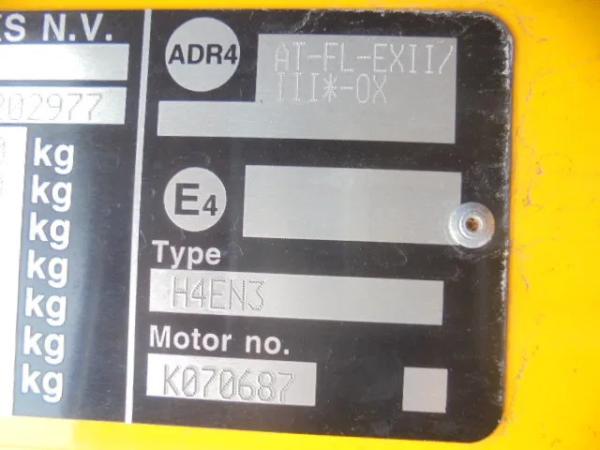 ES N.V.
ADR4
AT-FL-EXII/
III*-OX
202977
kg
kg
kg
kg
kg
kg
kg
E4
Type
H4EN3
Motor no.
K070687